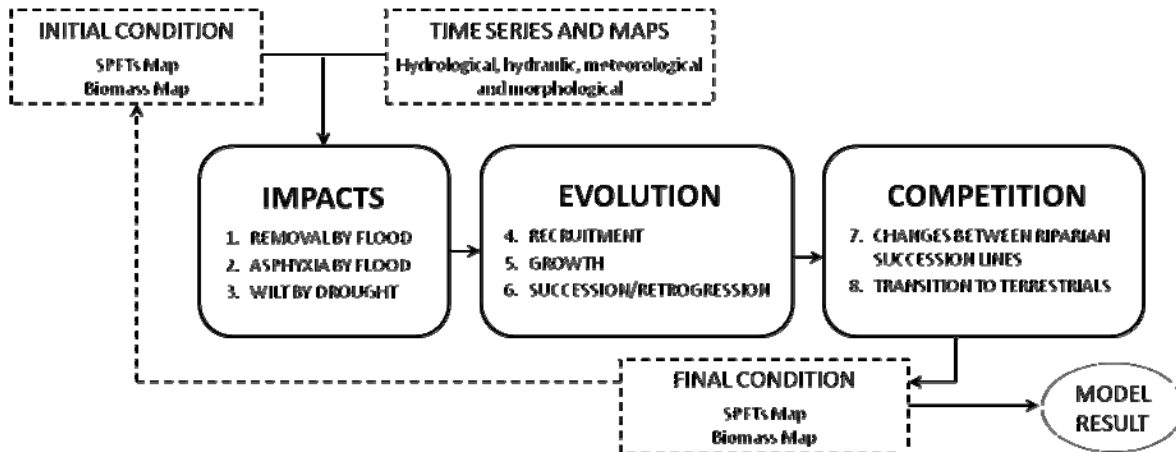 INITIAL CONDITION
SPFTs Map
Biomass Map
TIME SERIES AND MAPS
Hydrological, hydraulic, meteorological
and morphological
IMPACTS
1. REMOVAL BY FLOOD
2. ASPHYXIA BY FLOOD
3. WILT BY DROUGHT
EVOLUTION
4. RECRUITMENT
5. GROWTH
6. SUCCESSION/RETROGRESSION
COMPETITION
7. CHANGES BETWEEN RIPARIAN
SUCCESSION LINES
8. TRANSITION TO TERRESTRIALS
FINAL CONDITION
SPFTs Map
Biomass Map
MODEL
RESULT